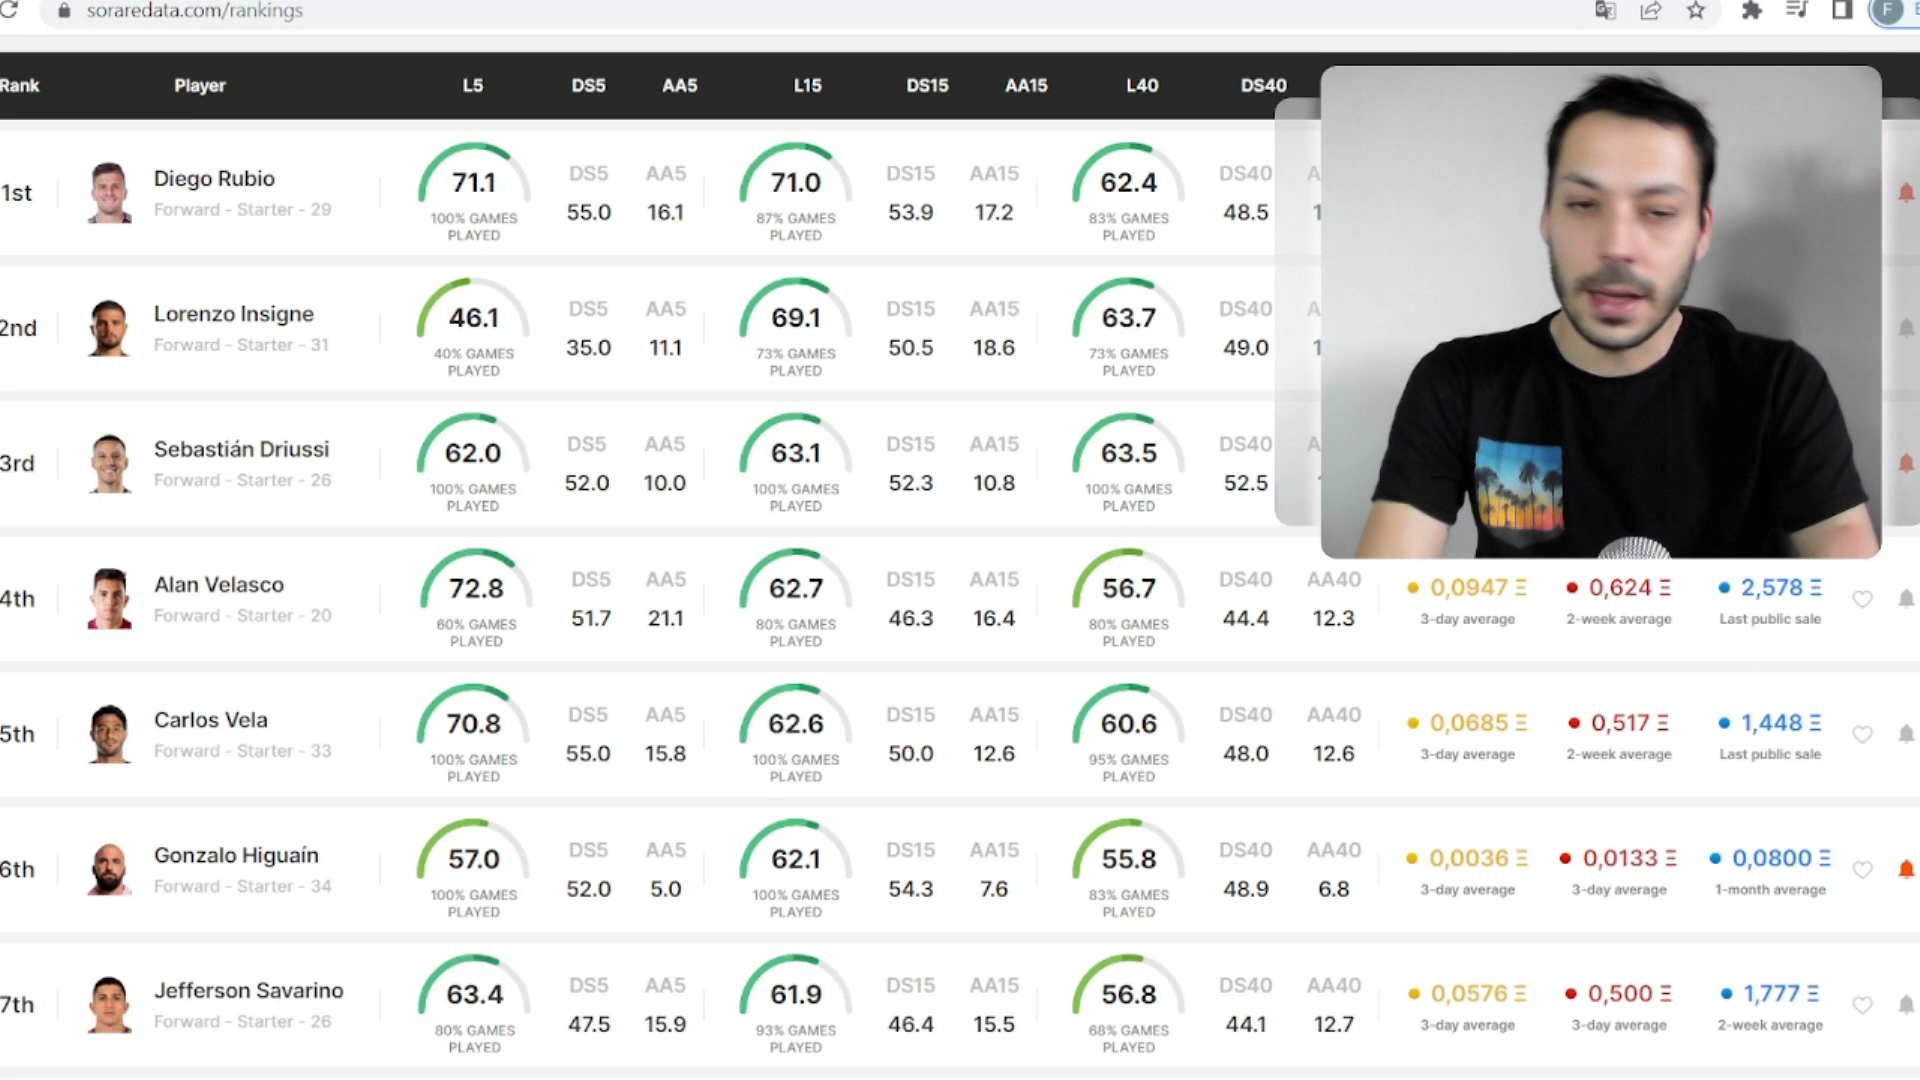 soraredata.com/rankings
F
Rank Player L5 DS5 AA5 L15 DS15 AA15 L40 DS40
1st
Diego Rubio
Forward - Starter - 29
71.1
100% GAMES
PLAYED
DS5 AA5
55.0 16.1
71.0
87% GAMES
PLAYED
DS15 AA15
53.9 17.2
62.4
83% GAMES
PLAYED
DS40 A
48.5 1
2nd
Lorenzo Insigne
Forward - Starter - 31
46.1
40% GAMES
PLAYED
DS5 AA5
35.0 11.1
69.1
73% GAMES
PLAYED
DS15 AA15
50.5 18.6
63.7
73% GAMES
PLAYED
DS40 A
49.0 1
3rd
Sebastián Driussi
Forward - Starter - 26
62.0
100% GAMES
PLAYED
DS5 AA5
52.0 10.0
63.1
100% GAMES
PLAYED
DS15 AA15
52.3 10.8
63.5
100% GAMES
PLAYED
DS40 A
52.5
4th
Alan Velasco
Forward - Starter - 20
72.8
60% GAMES
PLAYED
DS5 AA5
51.7 21.1
62.7
80% GAMES
PLAYED
DS15 AA15
46.3 16.4
56.7
80% GAMES
PLAYED
DS40 AA40
44.4 12.3
0,0947 Ξ 0,624 Ξ 2,578 Ξ
3-day average 2-week average Last public sale
5th
Carlos Vela
Forward - Starter - 33
70.8
100% GAMES
PLAYED
DS5 AA5
55.0 15.8
62.6
100% GAMES
PLAYED
DS15 AA15
50.0 12.6
60.6
95% GAMES
PLAYED
DS40 AA40
48.0 12.6
0,0685 Ξ 0,517 Ξ 1,448 Ξ
3-day average 2-week average Last public sale
6th
Gonzalo Higuaín
Forward - Starter - 34
57.0
100% GAMES
PLAYED
DS5 AA5
52.0 5.0
62.1
100% GAMES
PLAYED
DS15 AA15
54.3 7.6
55.8
83% GAMES
PLAYED
DS40 AA40
48.9 6.8
0,0036 Ξ 0,0133 Ξ 0,0800 Ξ
3-day average 3-day average 1-month average
7th
Jefferson Savarino
Forward - Starter - 26
63.4
80% GAMES
PLAYED
DS5 AA5
47.5 15.9
61.9
93% GAMES
PLAYED
DS15 AA15
46.4 15.5
56.8
68% GAMES
PLAYED
DS40 AA40
44.1 12.7
0,0576 Ξ 0,500 Ξ 1,777 Ξ
3-day average 3-day average 2-week average